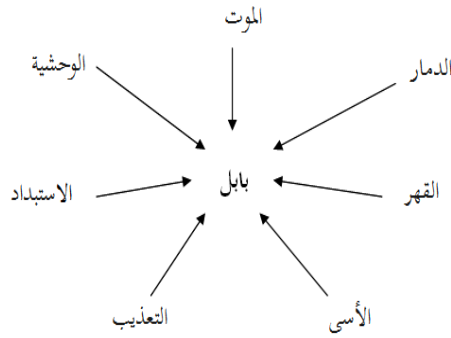 الموت
الدمار
الوحشية
بابل
القهر
الاستبداد
الأسى
التعذيب